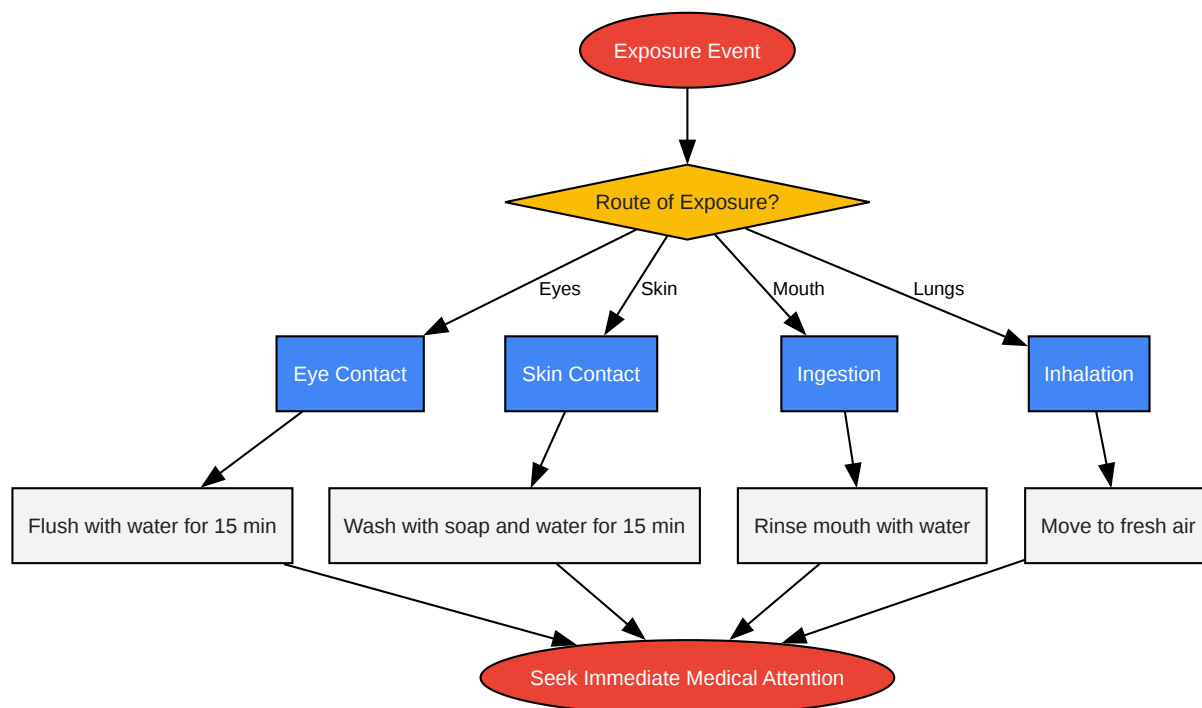 Exposure Event
Route of Exposure?
Eyes
Skin
Mouth
Lungs
Eye Contact
Skin Contact
Ingestion
Inhalation
Flush with water for 15 min
Wash with soap and water for 15 min
Rinse mouth with water
Move to fresh air
Seek Immediate Medical Attention